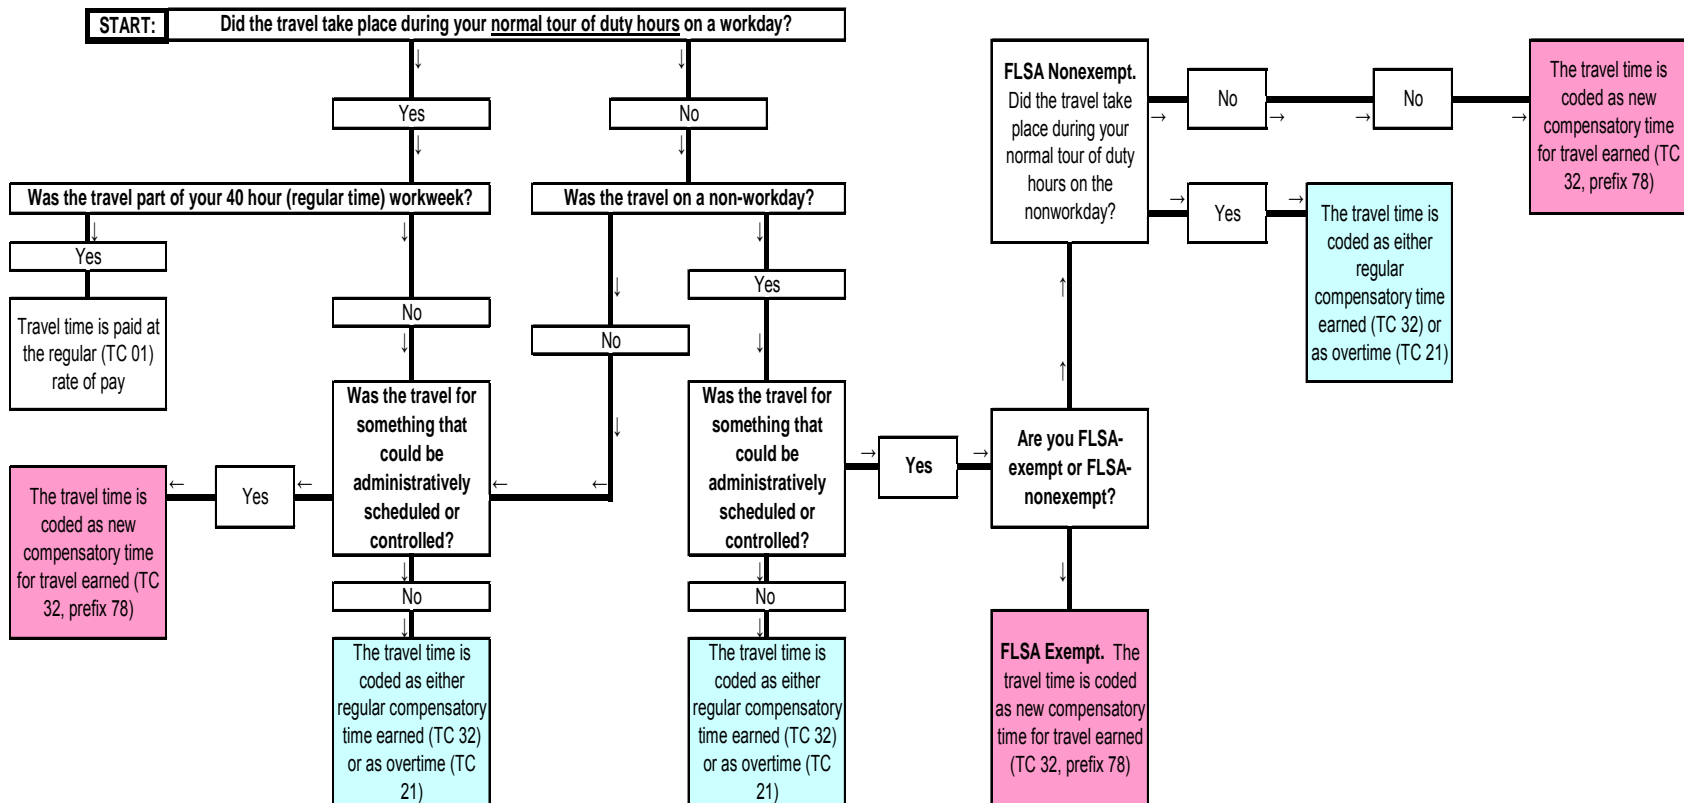 START:
Did the travel take place during your normal tour of duty hours on a workday?
↓
↓
Yes
No
↓
↓
Was the travel part of your 40 hour (regular time) workweek?
Was the travel on a non-workday?
↓
↓
↓
↓
Yes
No
Yes
No
Travel time is paid at
the regular (TC 01)
rate of pay
↓
↓
↓
↓
Was the travel for
something that
could be
administratively
scheduled or
controlled?
←
←
←
Yes
←
The travel time is
coded as new
compensatory time
for travel earned (TC
32, prefix 78)
↓
No
↓
The travel time is
coded as either
regular compensatory
time earned (TC 32)
or as overtime (TC
21)
Was the travel for
something that
could be
administratively
scheduled or
controlled?
↓
No
↓
The travel time is
coded as either
regular compensatory
time earned (TC 32)
or as overtime (TC
21)
→
Yes
→
Are you FLSA-
exempt or FLSA-
nonexempt?
↓
FLSA Exempt. The
travel time is coded
as new compensatory
time for travel earned
(TC 32, prefix 78)
↑
↑
FLSA Nonexempt.
Did the travel take
place during your
normal tour of duty
hours on the
nonworkday?
→
No
→
→
No
→
The travel time is
coded as new
compensatory time
for travel earned (TC
32, prefix 78)
→
Yes
→
The travel time is
coded as either
regular
compensatory time
earned (TC 32) or
as overtime (TC 21)